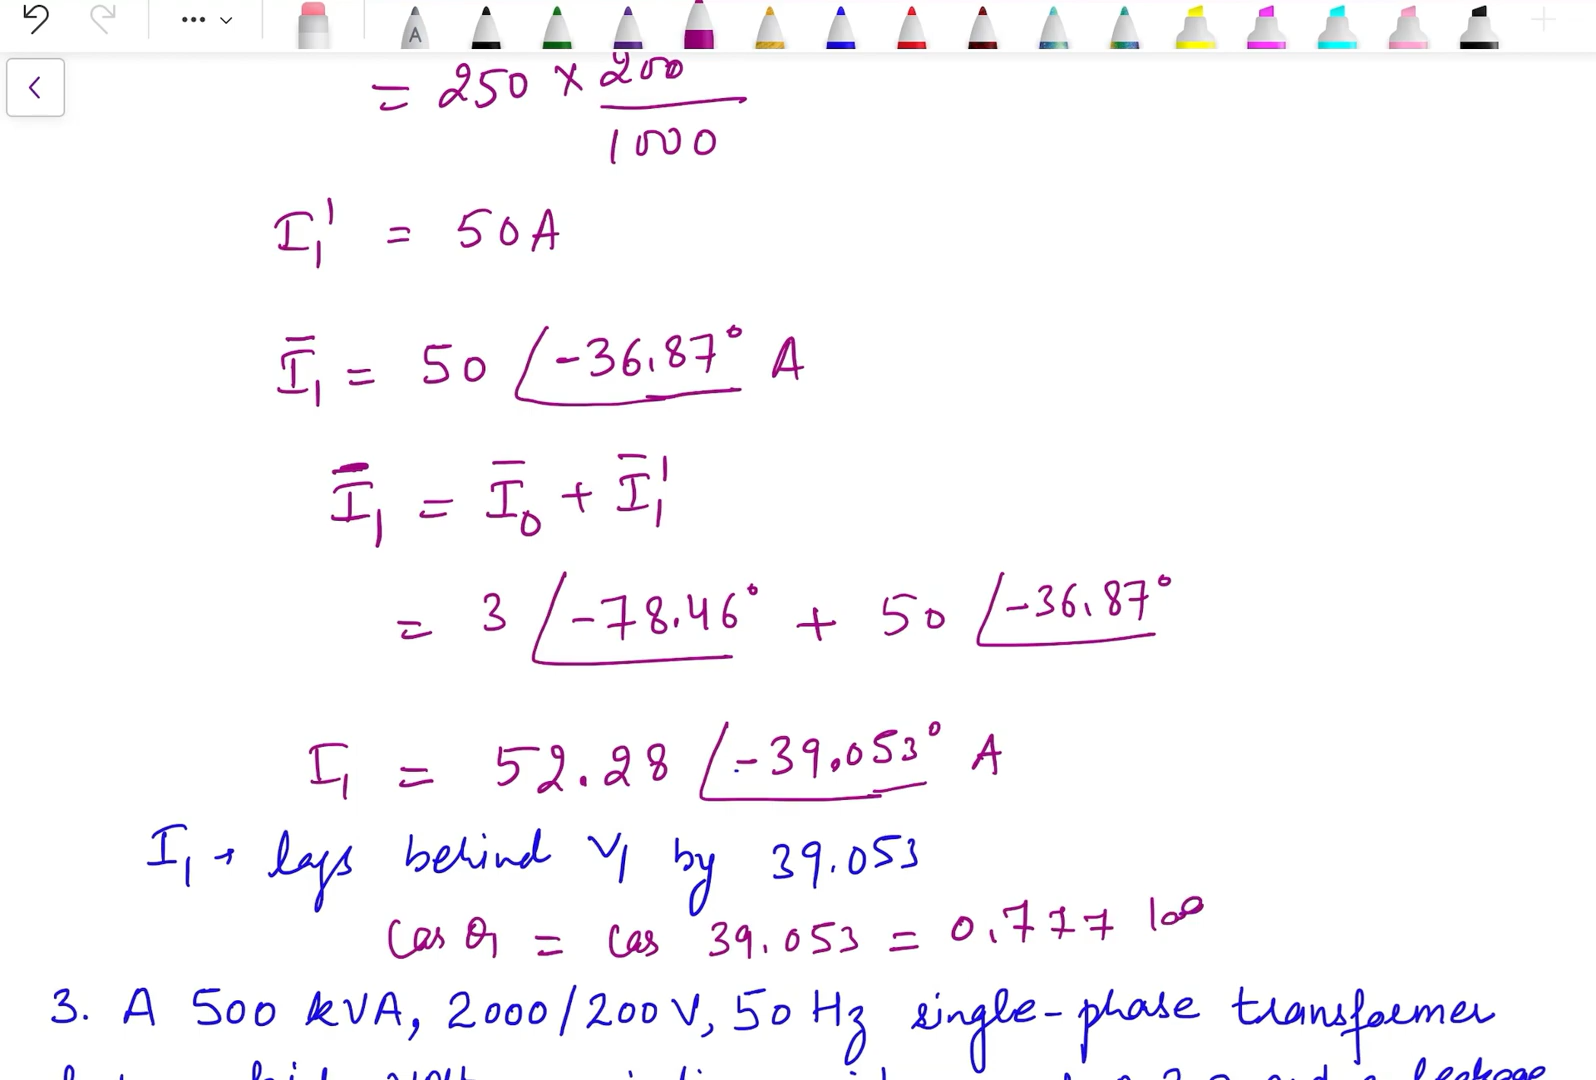 A
= 250 × 200
1000
I₁' = 50A
Ī₁ = 50 ∠-36.87° A
Ī₁ = Ī₀ + Ī₁'
= 3 ∠-78.46° + 50 ∠-36.87°
I₁ = 52.28 ∠-39.053° A
I₁ → lags behind V₁ by 39.053
Cos θ₁ = Cos 39.053 = 0.777
3. A 500 kVA, 2000/200 V, 50 Hz single-phase transformer